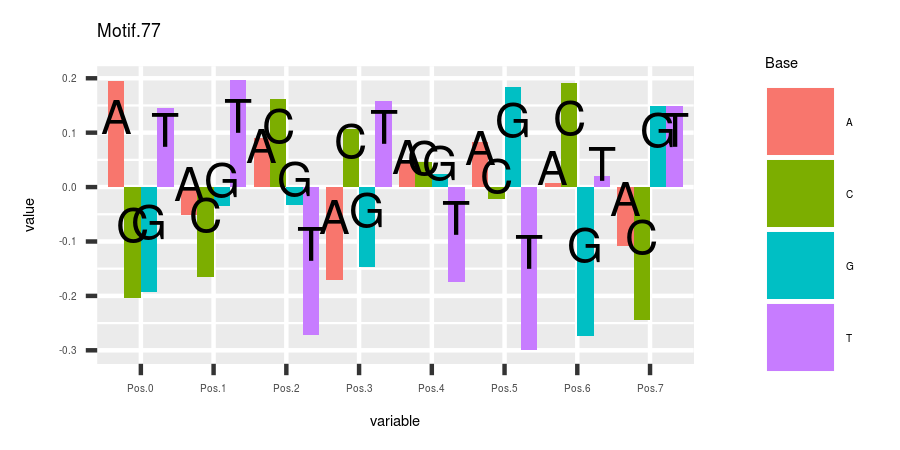 Motif.77
value
0.2
0.1
0.0
-0.1
-0.2
-0.3
A C G T
A C G T
A C G T
A C G T
A C G T
A C G T
A C G T
A C G T
Pos.0 Pos.1 Pos.2 Pos.3 Pos.4 Pos.5 Pos.6 Pos.7
variable
Base
A
C
G
T